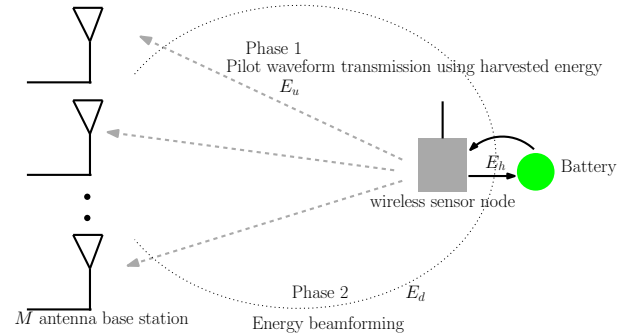 Phase 1
Pilot waveform transmission using harvested energy
E_u
E_h
Battery
wireless sensor node
Phase 2
E_d
M antenna base station
Energy beamforming